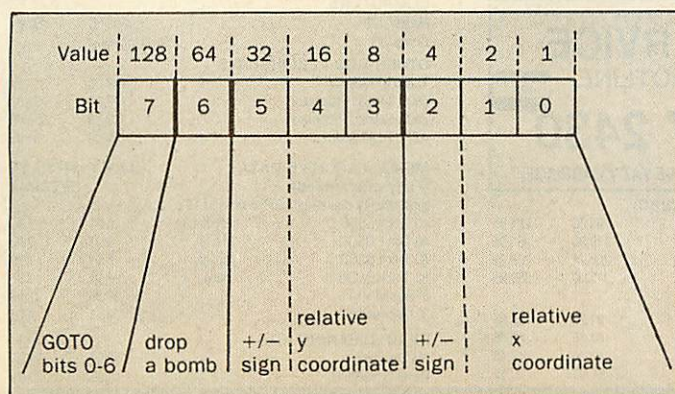 Value 128 64 32 16 8 4 2 1
Bit 7 6 5 4 3 2 1 0
GOTO
bits 0-6
drop
a bomb
+/−
sign
relative
y
coordinate
+/−
sign
relative
x
coordinate